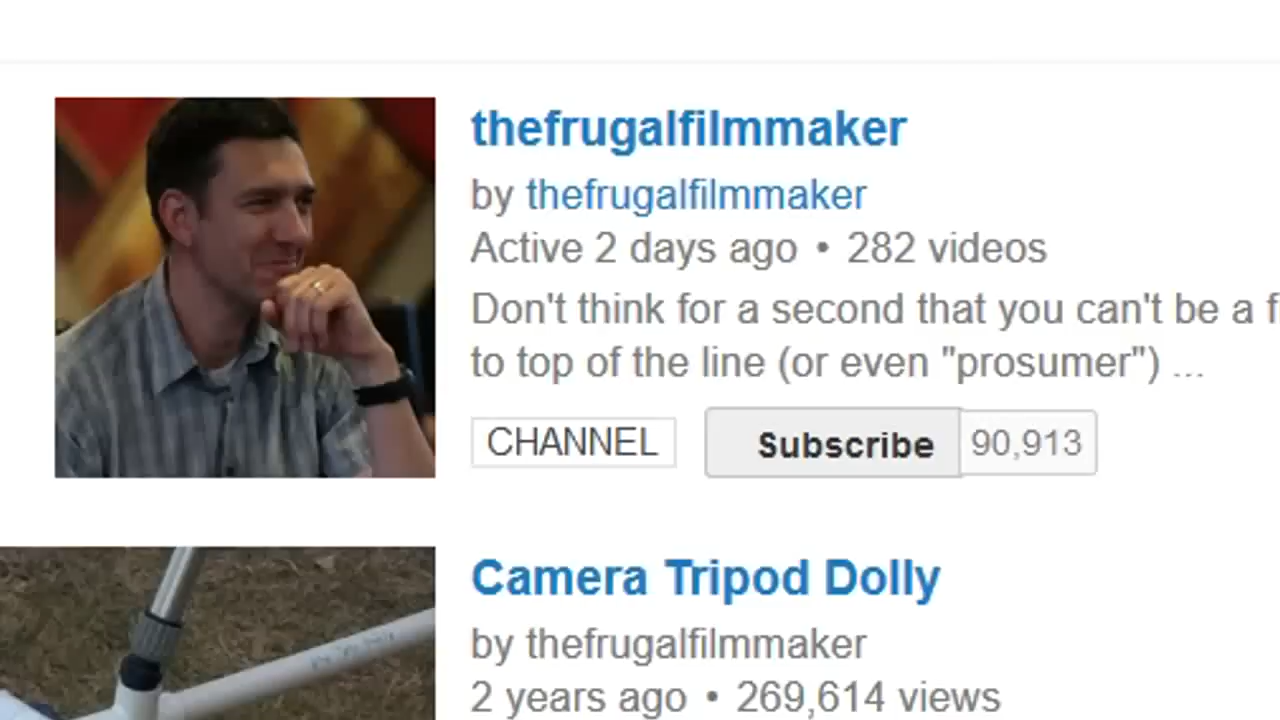 thefrugalfilmmaker
by thefrugalfilmmaker
Active 2 days ago • 282 videos
Don't think for a second that you can't be a f
to top of the line (or even "prosumer") ...
CHANNEL Subscribe 90,913
Camera Tripod Dolly
by thefrugalfilmmaker
2 years ago • 269,614 views